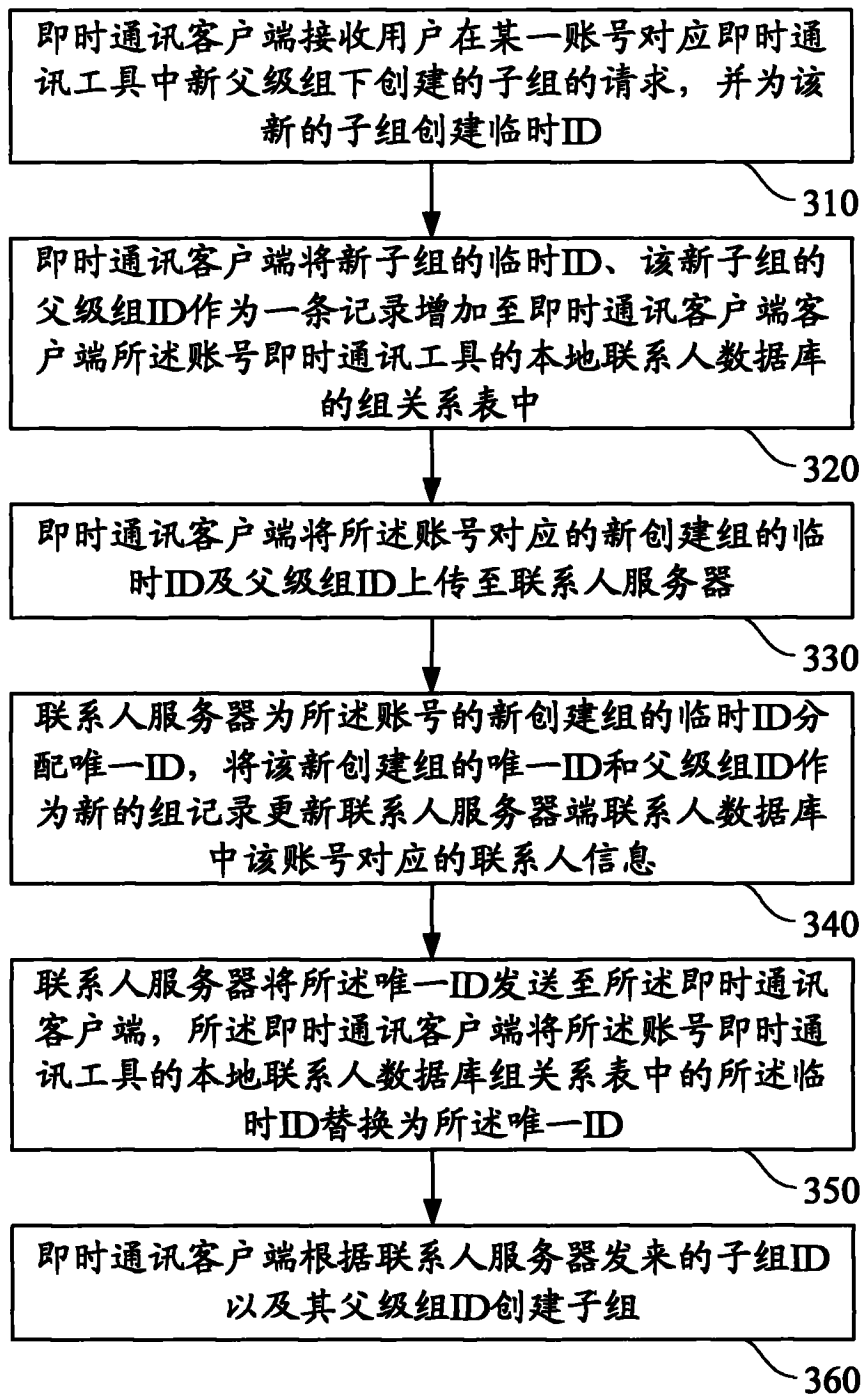 即时通讯客户端接收用户在某一账号对应即时通
讯工具中新父级组下创建的子组的请求，并为该
新的子组创建临时ID
310
即时通讯客户端将新子组的临时ID、该新子组的
父级组ID作为一条记录增加至即时通讯客户端客
户端所述账号即时通讯工具的本地联系人数据库
的组关系表中
320
即时通讯客户端将所述账号对应的新创建组的临
时ID及父级组ID上传至联系人服务器
330
联系人服务器为所述账号的新创建组的临时ID分
配唯一ID，将该新创建组的唯一ID和父级组ID作
为新的组记录更新联系人服务器端联系人数据库
中该账号对应的联系人信息
340
联系人服务器将所述唯一ID发送至所述即时通讯
客户端，所述即时通讯客户端将所述账号即时通
讯工具的本地联系人数据库组关系表中的所述临
时ID替换为所述唯一ID
350
即时通讯客户端根据联系人服务器发来的子组ID
以及其父级组ID创建子组
360